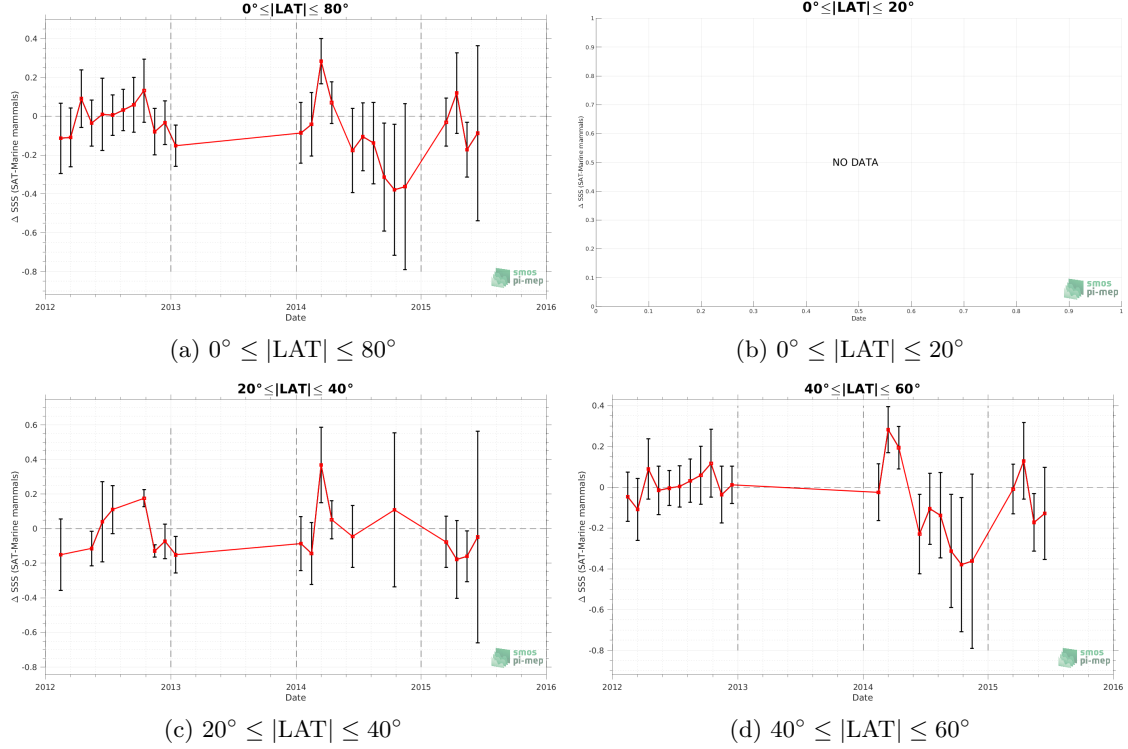 0°≤|LAT|≤ 80°
0.4
0.2
0
-0.2
-0.4
-0.6
-0.8
Δ SSS (SAT-Marine mammals)
2012
2013
2014
2015
2016
Date
smos
pi-mep
(a) 0° ≤ |LAT| ≤ 80°
0°≤|LAT|≤ 20°
1
0.9
0.8
0.7
0.6
0.5
0.4
0.3
0.2
0.1
0
Δ SSS (SAT-Marine mammals)
NO DATA
0
0.1
0.2
0.3
0.4
0.5
0.6
0.7
0.8
0.9
1
Date
smos
pi-mep
(b) 0° ≤ |LAT| ≤ 20°
20°≤|LAT|≤ 40°
0.6
0.4
0.2
0
-0.2
-0.4
-0.6
-0.8
Δ SSS (SAT-Marine mammals)
2012
2013
2014
2015
2016
Date
smos
pi-mep
(c) 20° ≤ |LAT| ≤ 40°
40°≤|LAT|≤ 60°
0.4
0.2
0
-0.2
-0.4
-0.6
-0.8
Δ SSS (SAT-Marine mammals)
2012
2013
2014
2015
2016
Date
smos
pi-mep
(d) 40° ≤ |LAT| ≤ 60°